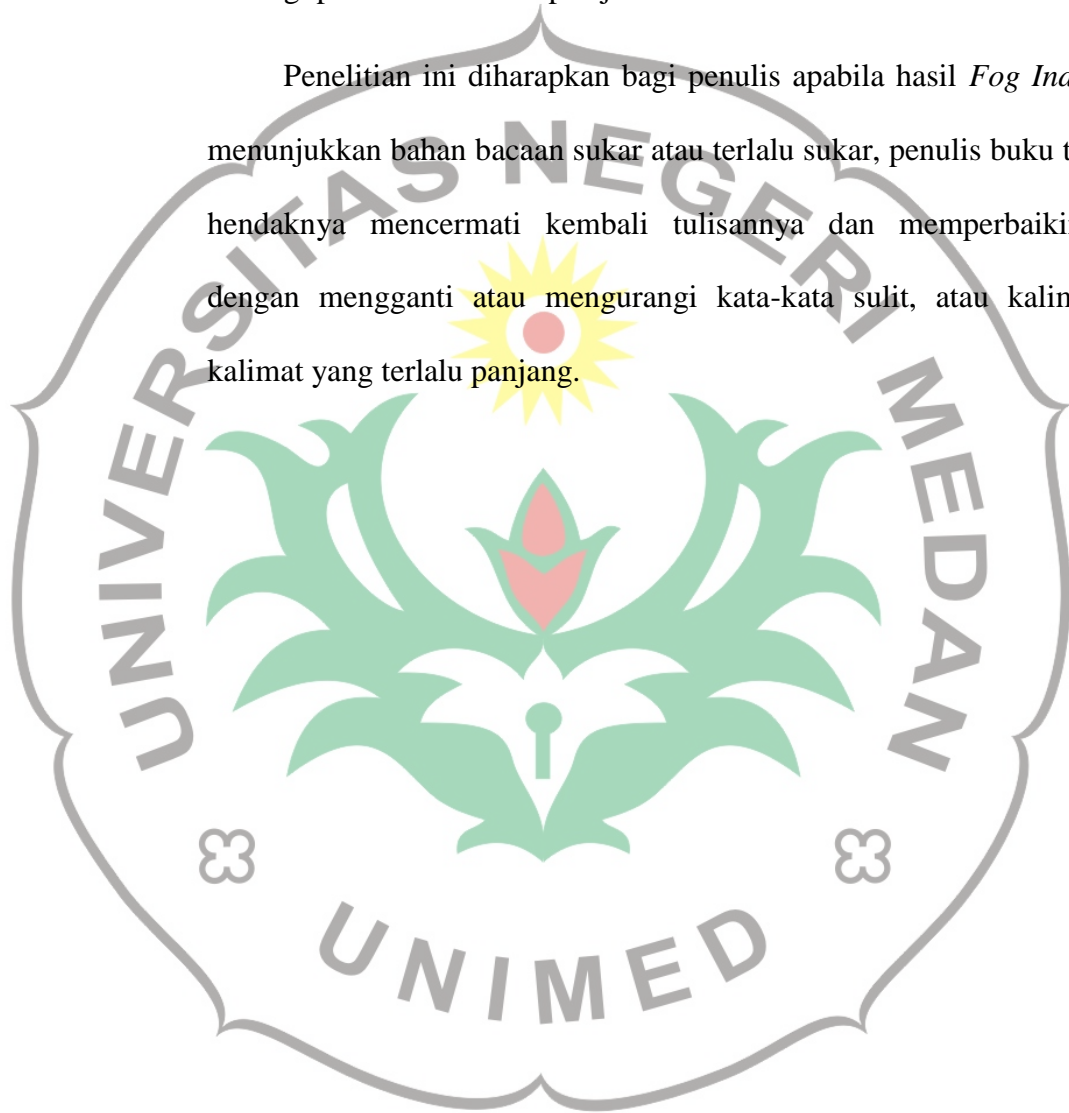 Penelitian ini diharapkan bagi penulis apabila hasil Fog Ind
menunjukkan bahan bacaan sukar atau terlalu sukar, penulis buku t
hendaknya mencermati kembali tulisannya dan memperbaiki
dengan mengganti atau mengurangi kata-kata sulit, atau kalim
kalimat yang terlalu panjang.
UNIVERSITAS NEGERI MEDAN
UNIMED